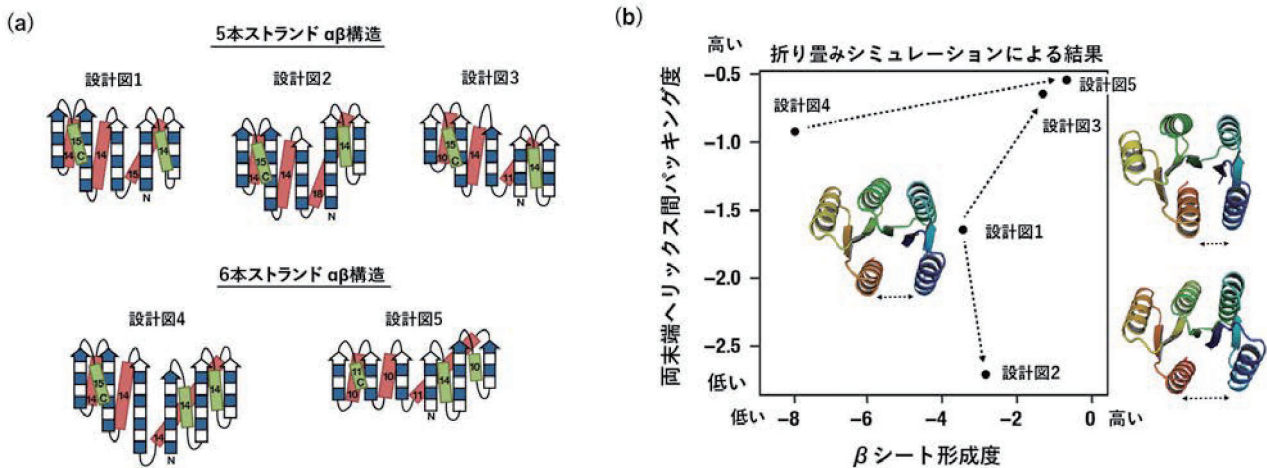 (a)
5本ストランド αβ構造
設計図1
設計図2
設計図3
14
15
C
14
15
14
N
14
15
C
14
18
14
N
10
15
C
14
11
14
N
6本ストランド αβ構造
設計図4
設計図5
14
15
C
14
14
14
14
N
10
11
C
10
11
14
10
N
(b)
折り畳みシミュレーションによる結果
両末端ヘリックス間パッキング度
高い
−0.5
−1.0
−1.5
−2.0
−2.5
低い
設計図4
設計図5
設計図3
設計図1
設計図2
低い
−8
−6
−4
−2
0
高い
βシート形成度